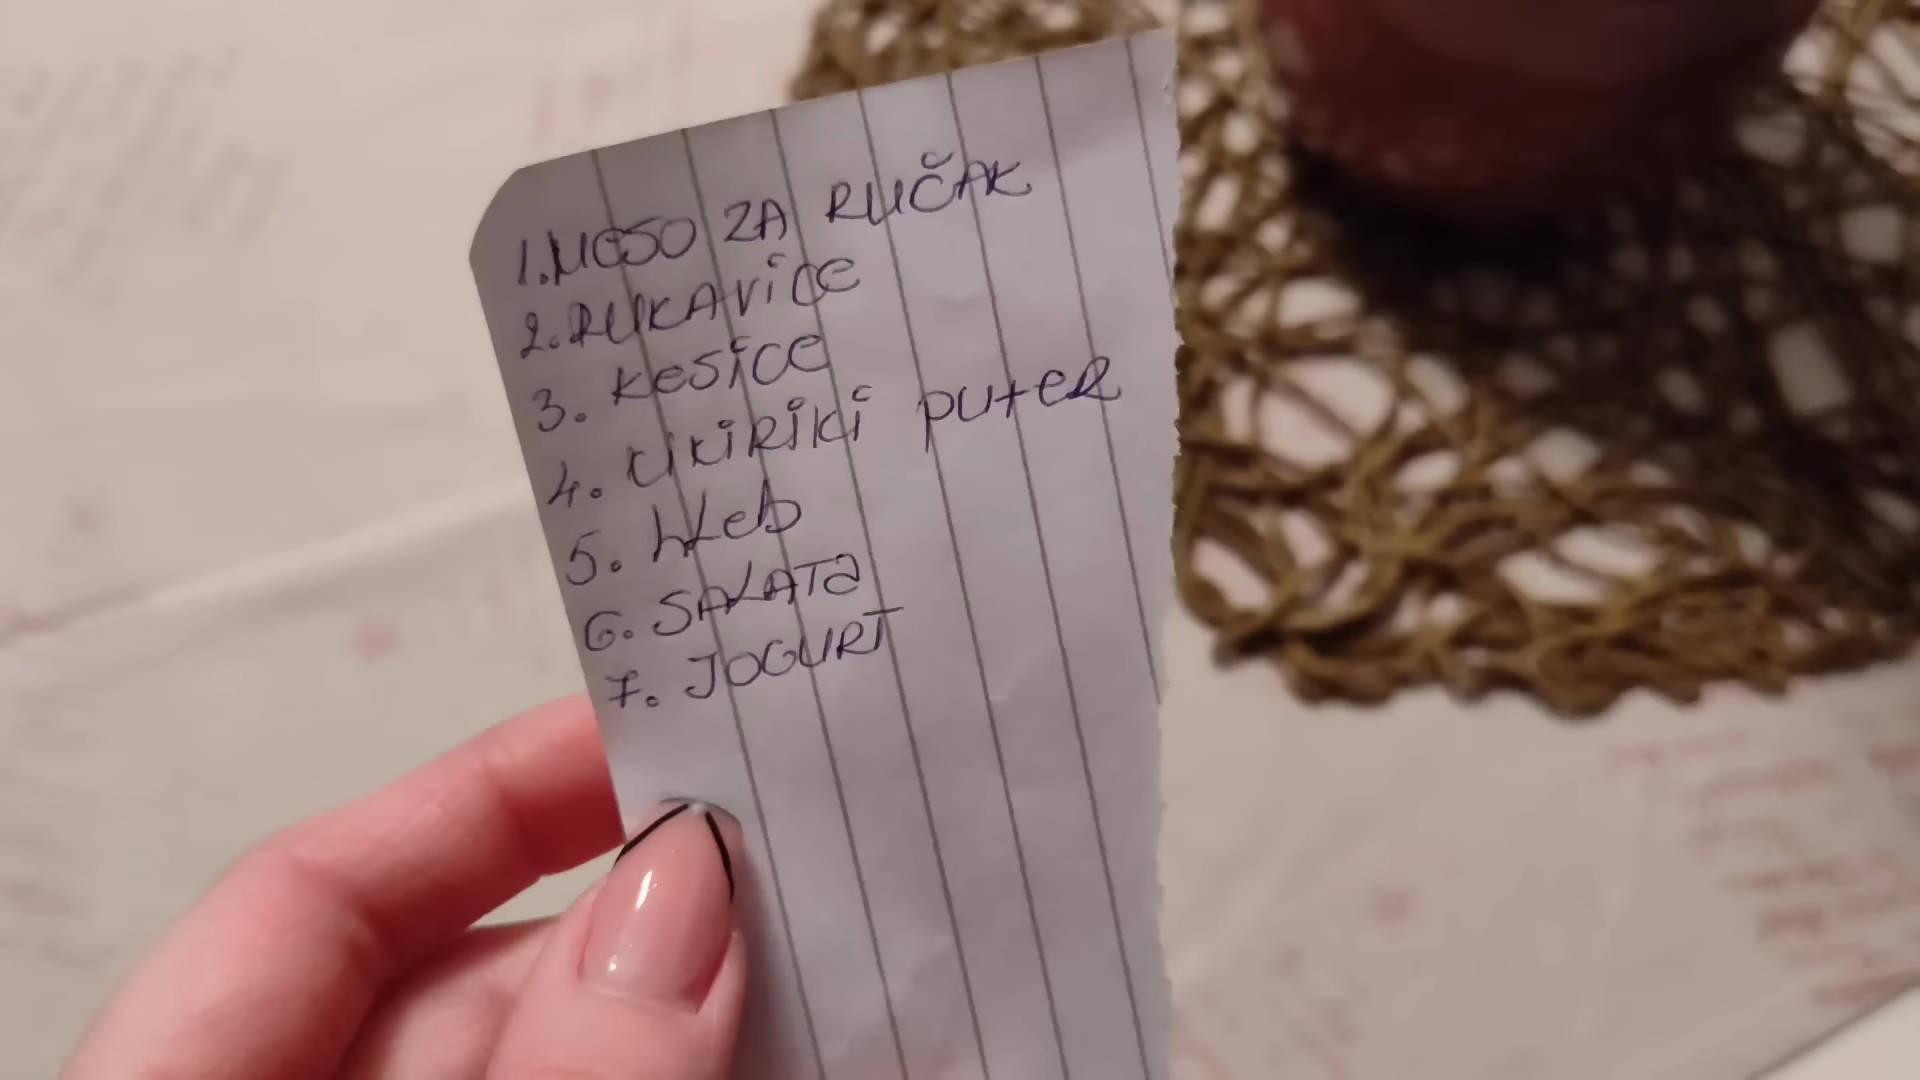 1. MESO ZA RUČAK
2. RUKAVICE
3. KESICE
4. KIKIRIKI PUTER
5. hLeb
6. SALATA
7. JOGURT